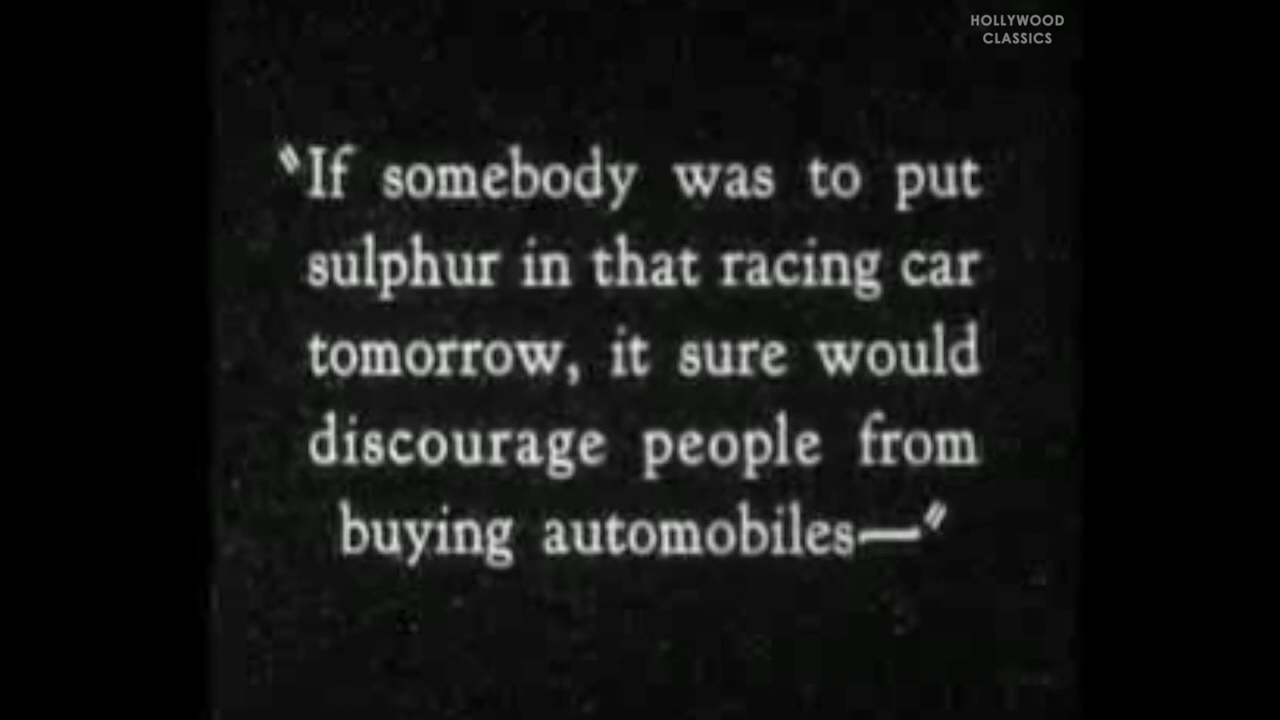 HOLLYWOOD
CLASSICS
"If somebody was to put
sulphur in that racing car
tomorrow, it sure would
discourage people from
buying automobiles—"